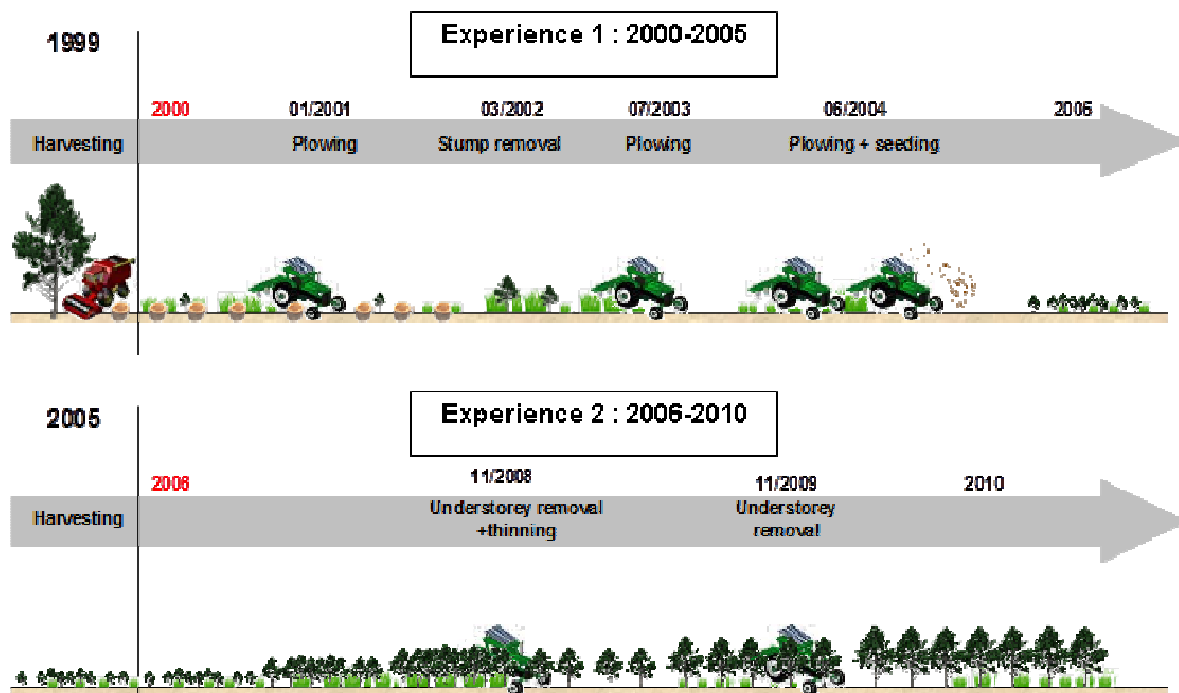 Experience 1 : 2000-2005
1999
2000 01/2001 03/2002 07/2003 06/2004 2005
Harvesting Plowing Stump removal Plowing Plowing + seeding
Experience 2 : 2006-2010
2005
2006 11/2008 11/2009 2010
Harvesting Understorey removal Understorey
+thinning removal